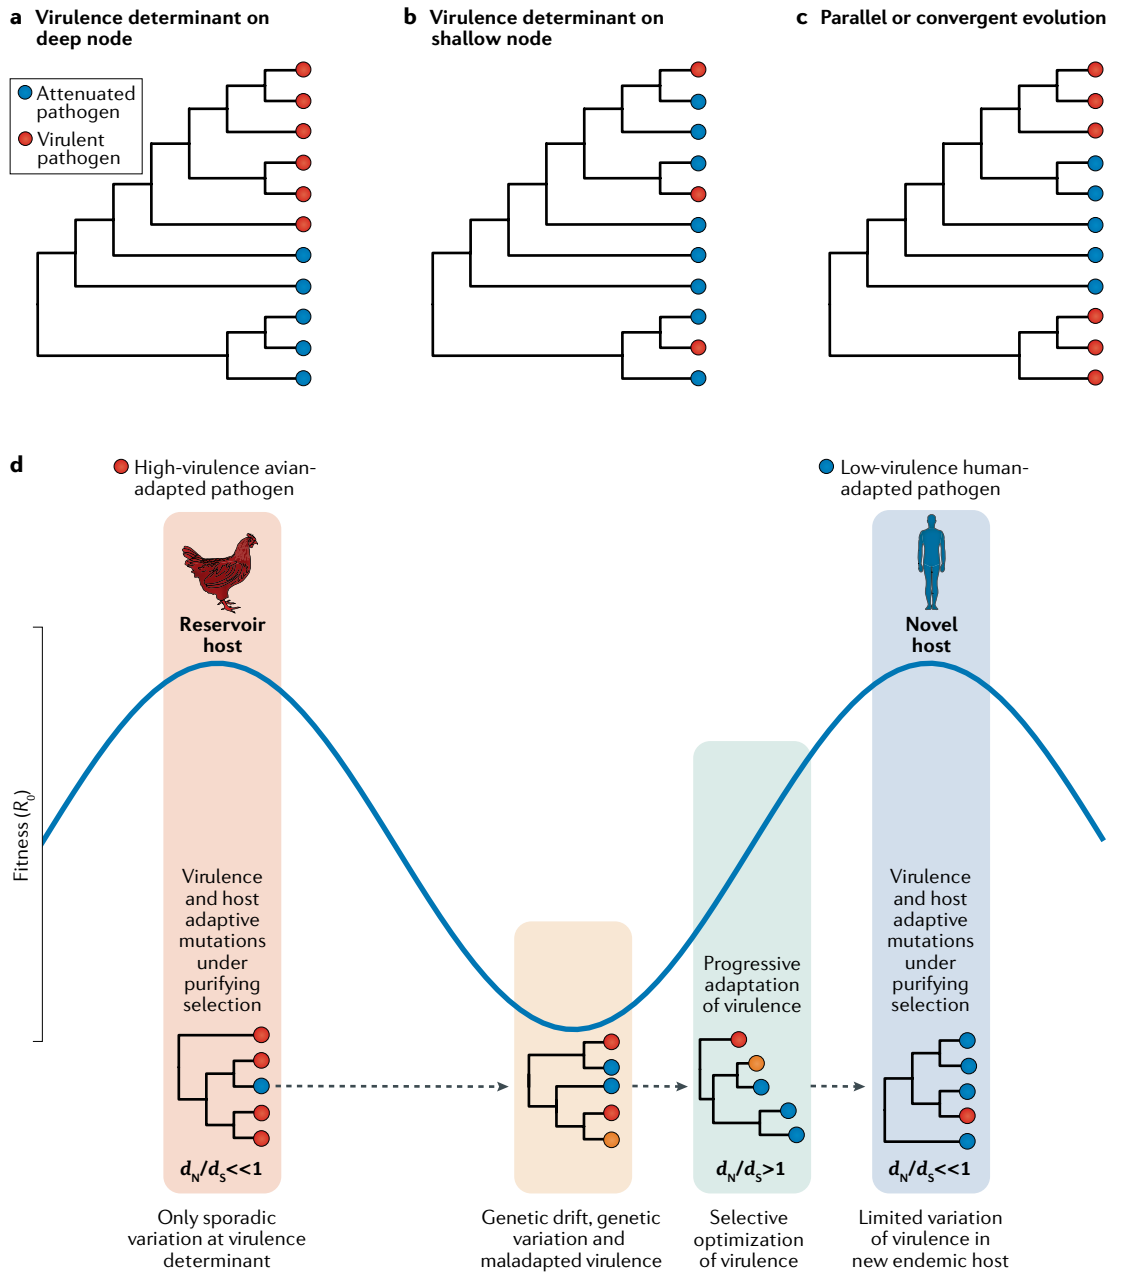 a Virulence determinant on
deep node
Attenuated
pathogen
Virulent
pathogen
b Virulence determinant on
shallow node
c Parallel or convergent evolution
d
High-virulence avian-
adapted pathogen
Low-virulence human-
adapted pathogen
Fitness (R0)
Reservoir
host
Virulence
and host
adaptive
mutations
under
purifying
selection
dN/dS<<1
Only sporadic
variation at virulence
determinant
Genetic drift, genetic
variation and
maladapted virulence
Progressive
adaptation
of virulence
dN/dS>1
Selective
optimization
of virulence
Novel
host
Virulence
and host
adaptive
mutations
under
purifying
selection
dN/dS<<1
Limited variation
of virulence in
new endemic host